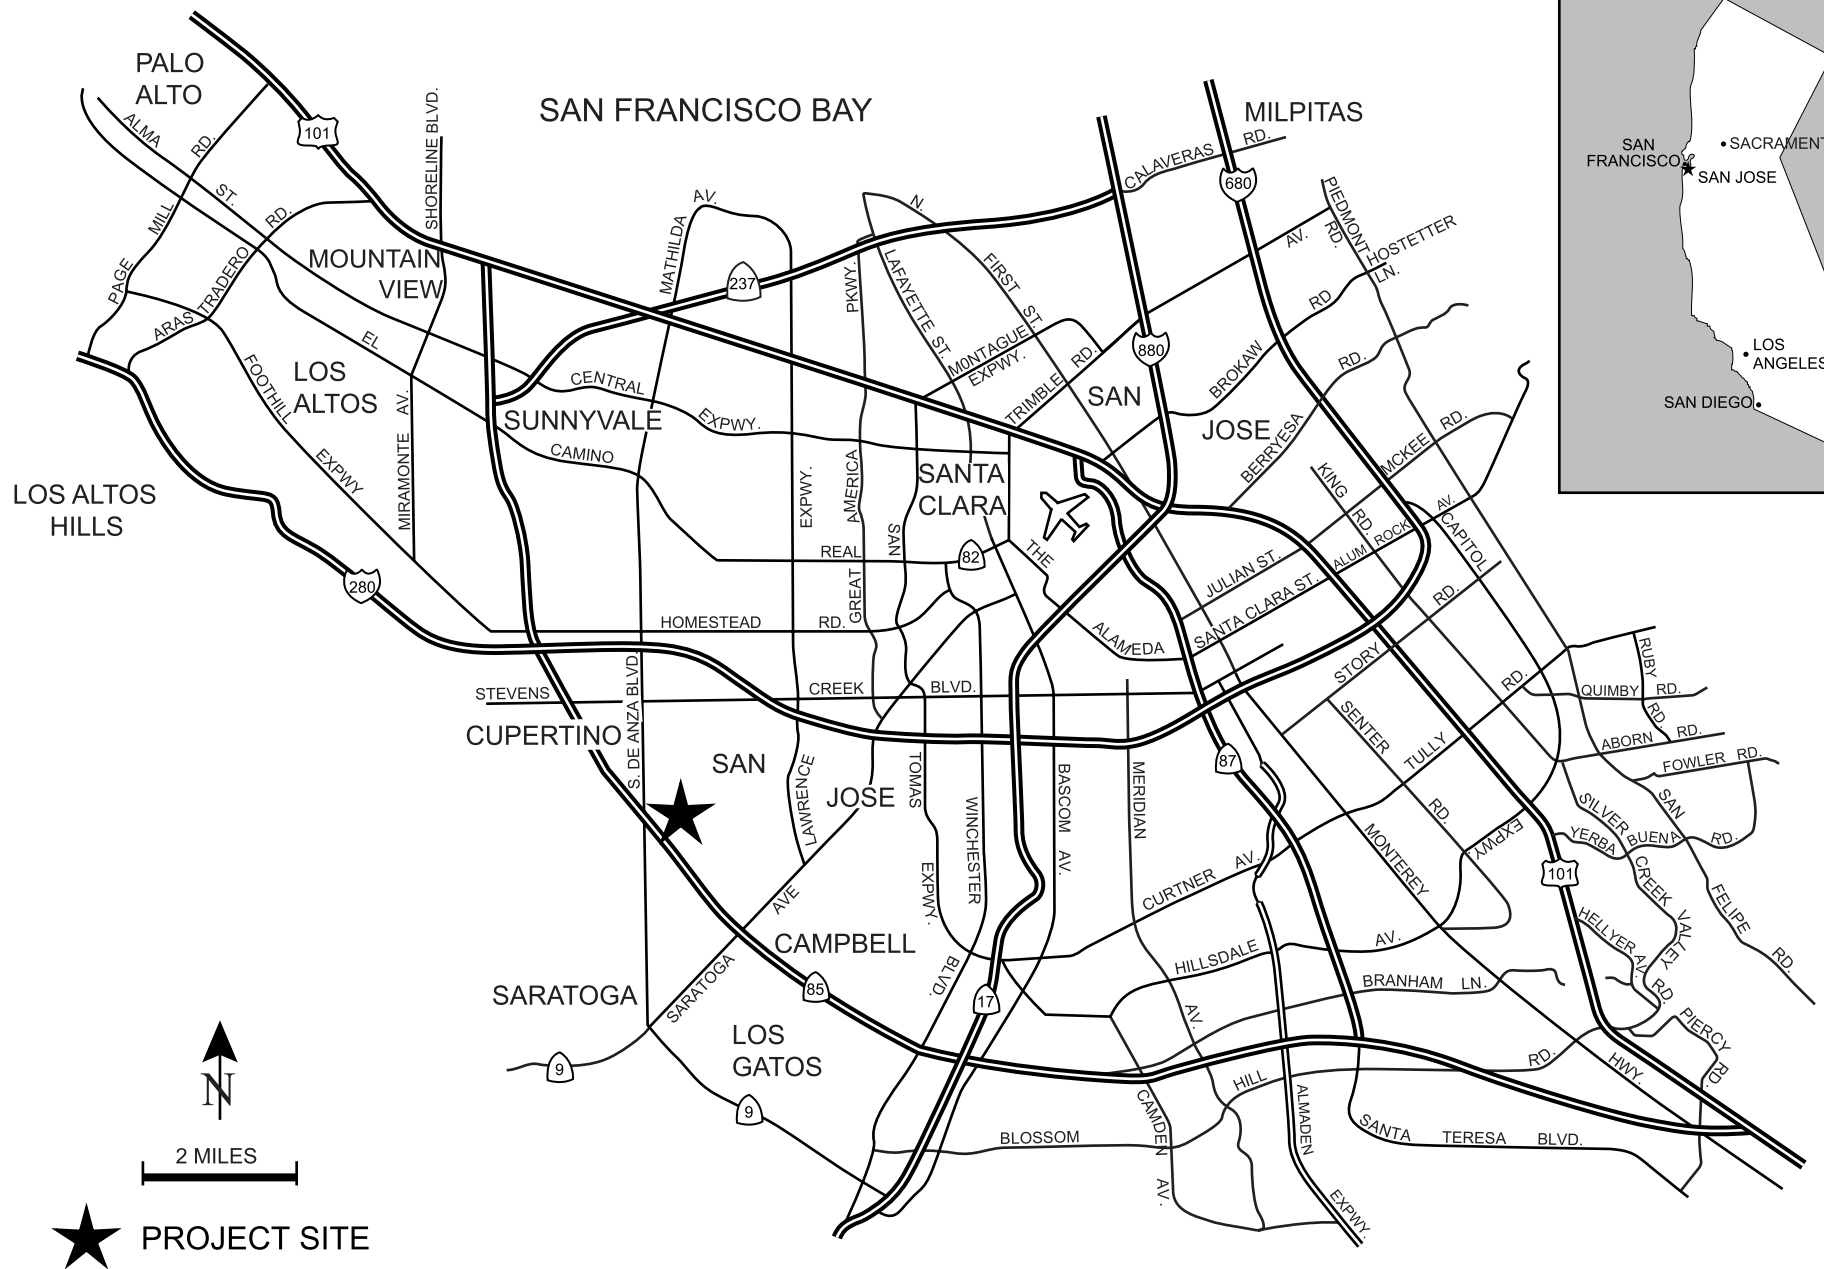 PALO
ALTO
SAN FRANCISCO BAY
MILPITAS
ALMA
ST.
PAGE
MILL
RD.
101
SHORELINE BLVD.
ARASTRADERO
RD.
MOUNTAIN
VIEW
MATHILDA
AV.
237
PKWY.
N.
FIRST
ST.
LAFAYETTE ST.
CALAVERAS
RD.
680
880
PIEDMONT
RD.
HOSTETTER
LN.
AV.
RD
BROKAW
M0NTAGUE
EXPWY.
TRIMBLE
RD.
SAN
JOSE
BERRYESA
RD.
EL
CAMINO
REAL
82
CENTRAL
EXPWY.
FOOTHILL
EXPWY
LOS
ALTOS
SUNNYVALE
MIRAMONTE
AV.
LOS ALTOS
HILLS
280
EXPWY.
GREAT
AMERICA
SAN
SANTA
CLARA
THE
ALAMEDA
KING
RD.
MCKEE
RD.
JULIAN ST.
SANTA CLARA ST.
ALUM
ROCK
AV.
CAPITOL
HOMESTEAD
RD.
STEVENS
CREEK
BLVD.
STORY
RD.
S. DE ANZA BLVD.
CUPERTINO
SAN
JOSE
LAWRENCE
TOMAS
EXPWY.
WINCHESTER
BLVD.
BASCOM
AV.
MERIDIAN
AV.
87
SENTER
RD.
TULLY
RD.
MONTEREY
HWY.
EXPWY
RUBY
RD.
QUIMBY
RD.
ABORN
RD.
FOWLER
RD.
SAN
FELIPE
RD.
SILVER
CREEK
VALLEY
RD.
YERBA
BUENA
RD.
101
HELLYER
AV.
PIERCY
RD.
CURTNER
AV.
HILLSDALE
AV.
BRANHAM
LN.
AVE
SARATOGA
CAMPBELL
85
17
SARATOGA
LOS
GATOS
9
9
BLOSSOM
HILL
RD.
CAMDEN
AV.
ALMADEN
EXPWY.
SANTA
TERESA
BLVD.
N
2 MILES
PROJECT SITE
SAN
FRANCISCO
SACRAMENT
SAN JOSE
LOS
ANGELES
SAN DIEGO